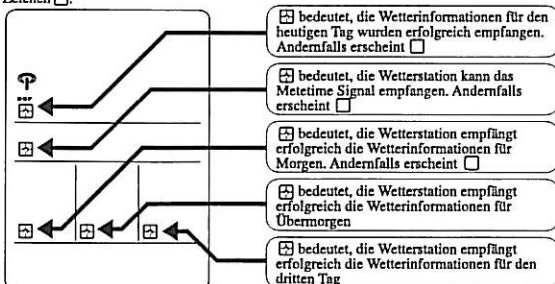 Zeichen □.
DCF
⊞ bedeutet, die Wetterinformationen für den
heutigen Tag wurden erfolgreich empfangen.
Andernfalls erscheint □
⊞ bedeutet, die Wetterstation kann das
Metetime Signal empfangen. Andernfalls
erscheint □
⊞ bedeutet, die Wetterstation empfängt
erfolgreich die Wetterinformationen für
Morgen. Andernfalls erscheint □
⊞ bedeutet, die Wetterstation empfängt
erfolgreich die Wetterinformationen für
Übermorgen
⊞ bedeutet, die Wetterstation empfängt
erfolgreich die Wetterinformationen für den
dritten Tag